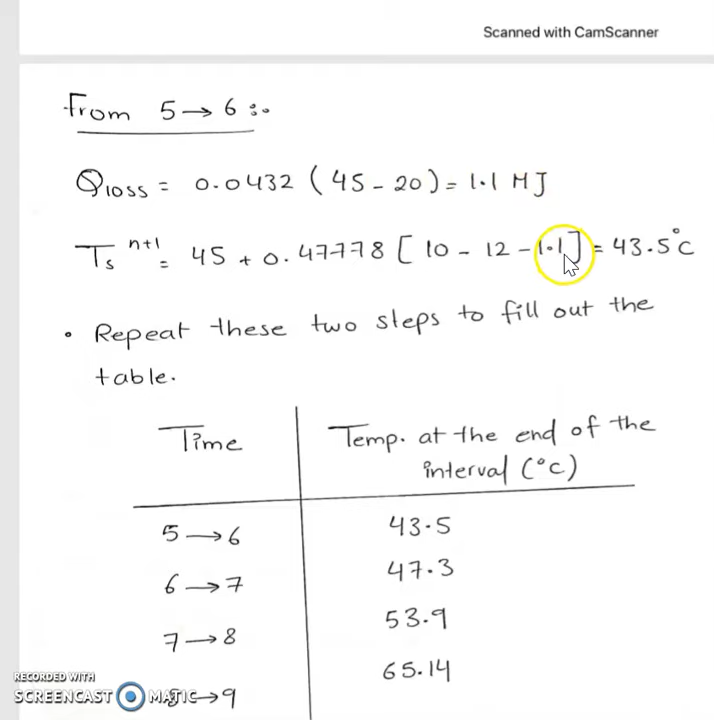 Scanned with CamScanner
From 5 → 6 :-
Qloss = 0.0432 ( 45 - 20 ) = 1.1 MJ
Ts n+1 = 45 + 0.47778 [ 10 - 12 - 1.1 ] = 43.5°C
• Repeat these two steps to fill out the
table.
Time Temp. at the end of the
interval (°C)
5 → 6 43.5
6 → 7 47.3
7 → 8 53.9
→ 9 65.14
RECORDED WITH
SCREENCAST MATIC